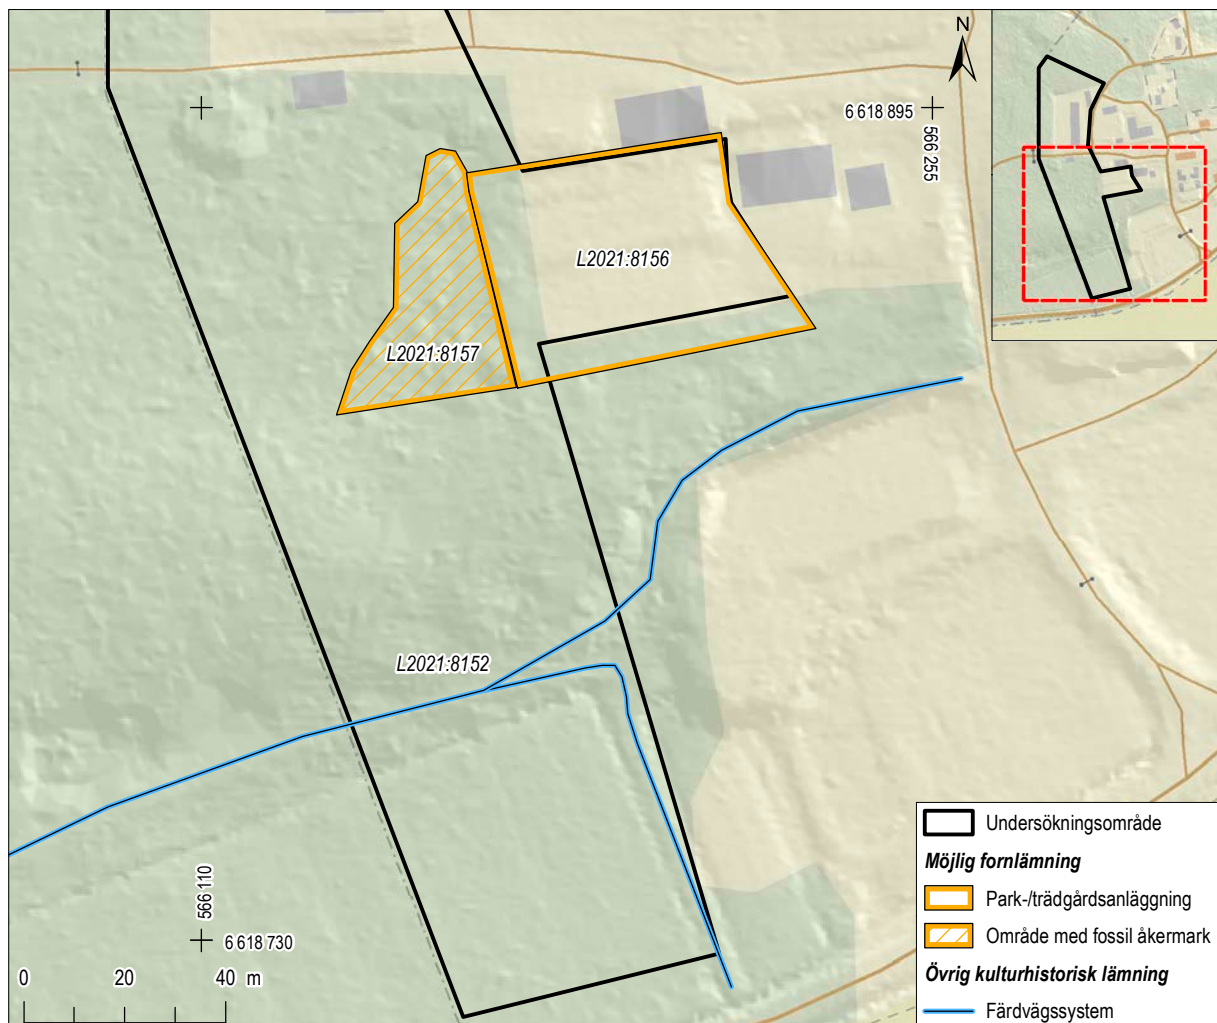 N
6 618 895
566 255
L2021:8156
L2021:8157
L2021:8152
566 110
6 618 730
0 20 40 m
Undersökningsområde
Möjlig fornlämning
Park-/trädgårdsanläggning
Område med fossil åkermark
Övrig kulturhistorisk lämning
Färdvägssystem